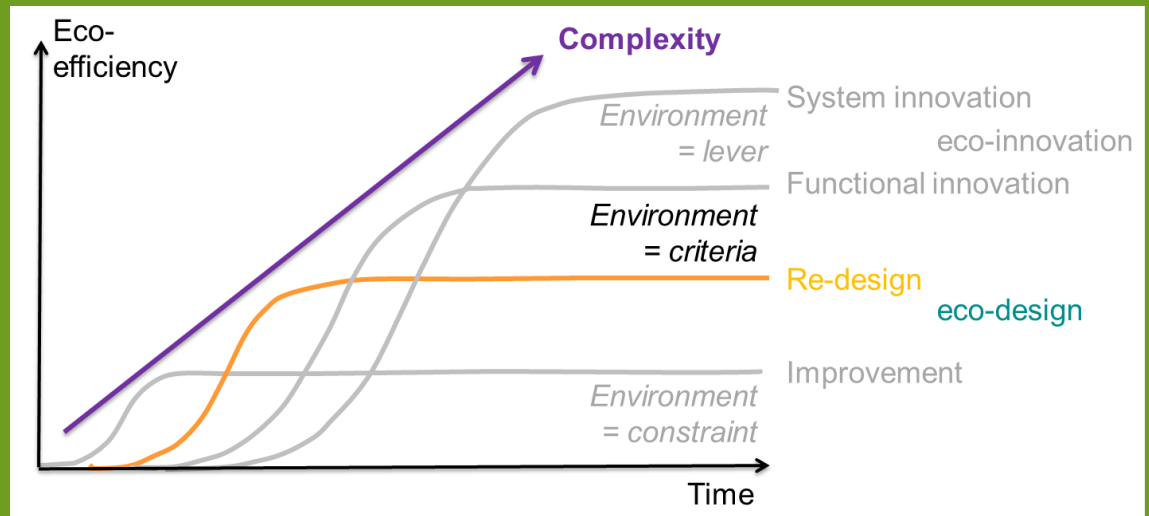 Eco-
efficiency
Complexity
Environment
= lever
System innovation
eco-innovation
Functional innovation
Environment
= criteria
Re-design
eco-design
Improvement
Environment
= constraint
Time